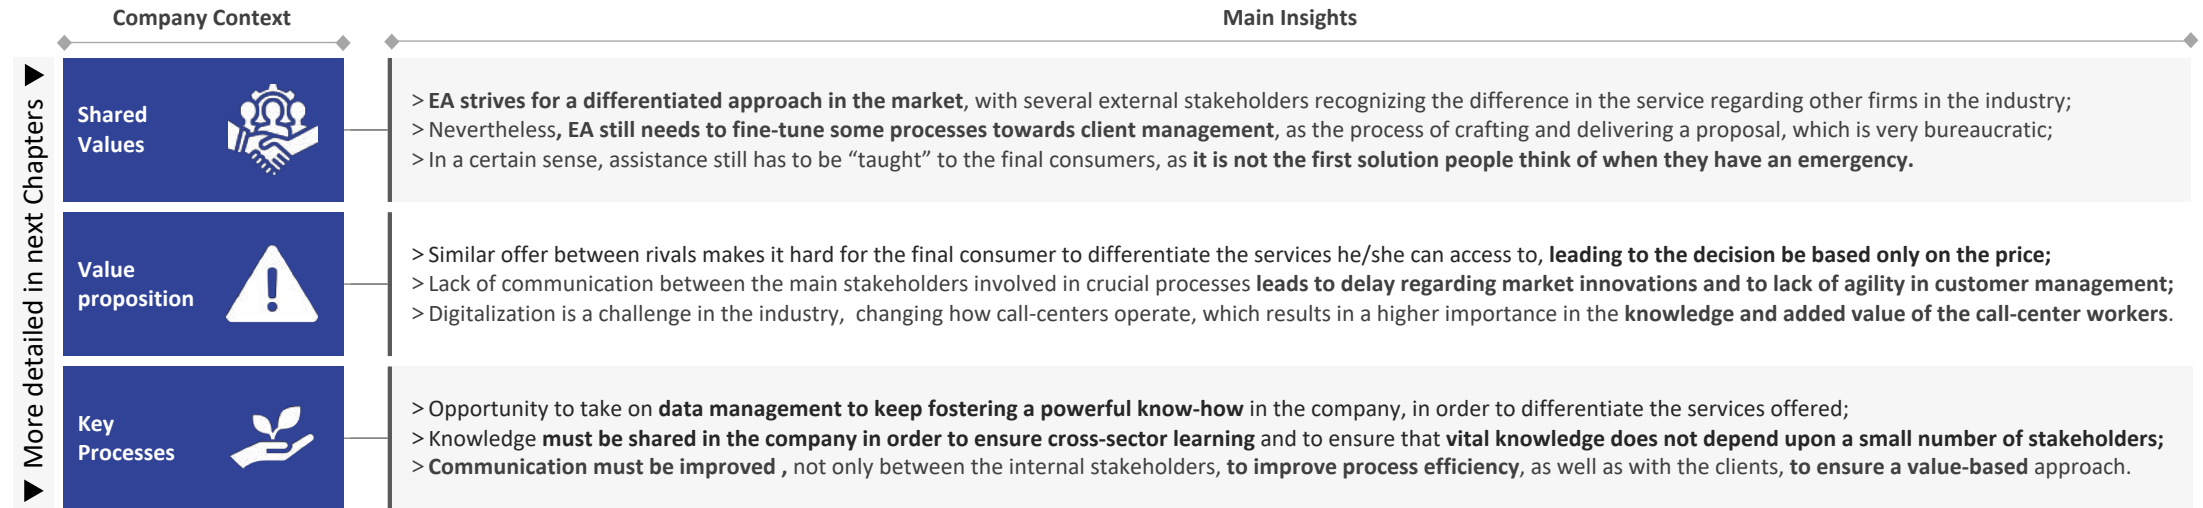 Company Context
Main Insights
▼ More detailed in next Chapters ▼
Shared
Values
> EA strives for a differentiated approach in the market, with several external stakeholders recognizing the difference in the service regarding other firms in the industry;
> Nevertheless, EA still needs to fine-tune some processes towards client management, as the process of crafting and delivering a proposal, which is very bureaucratic;
> In a certain sense, assistance still has to be “taught” to the final consumers, as it is not the first solution people think of when they have an emergency.
Value
proposition
> Similar offer between rivals makes it hard for the final consumer to differentiate the services he/she can access to, leading to the decision be based only on the price;
> Lack of communication between the main stakeholders involved in crucial processes leads to delay regarding market innovations and to lack of agility in customer management;
> Digitalization is a challenge in the industry, changing how call-centers operate, which results in a higher importance in the knowledge and added value of the call-center workers.
Key
Processes
> Opportunity to take on data management to keep fostering a powerful know-how in the company, in order to differentiate the services offered;
> Knowledge must be shared in the company in order to ensure cross-sector learning and to ensure that vital knowledge does not depend upon a small number of stakeholders;
> Communication must be improved , not only between the internal stakeholders, to improve process efficiency, as well as with the clients, to ensure a value-based approach.